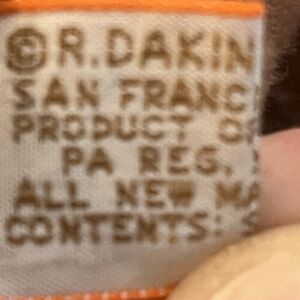 ©R.DAKIN
SAN FRANC
PRODUCT O
PA REG.
ALL NEW MA
CONTENTS: